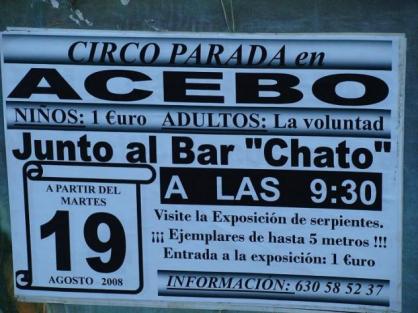 CIRCO PARADA en
ACEBO
NIÑOS: 1 €uro ADULTOS: La voluntad
Junto al Bar "Chato"
A PARTIR DEL
MARTES
19
AGOSTO 2008
A LAS 9:30
Visite la Exposición de serpientes.
¡¡¡ Ejemplares de hasta 5 metros !!!
Entrada a la exposición: 1 €uro
INFORMACION: 630 58 52 37